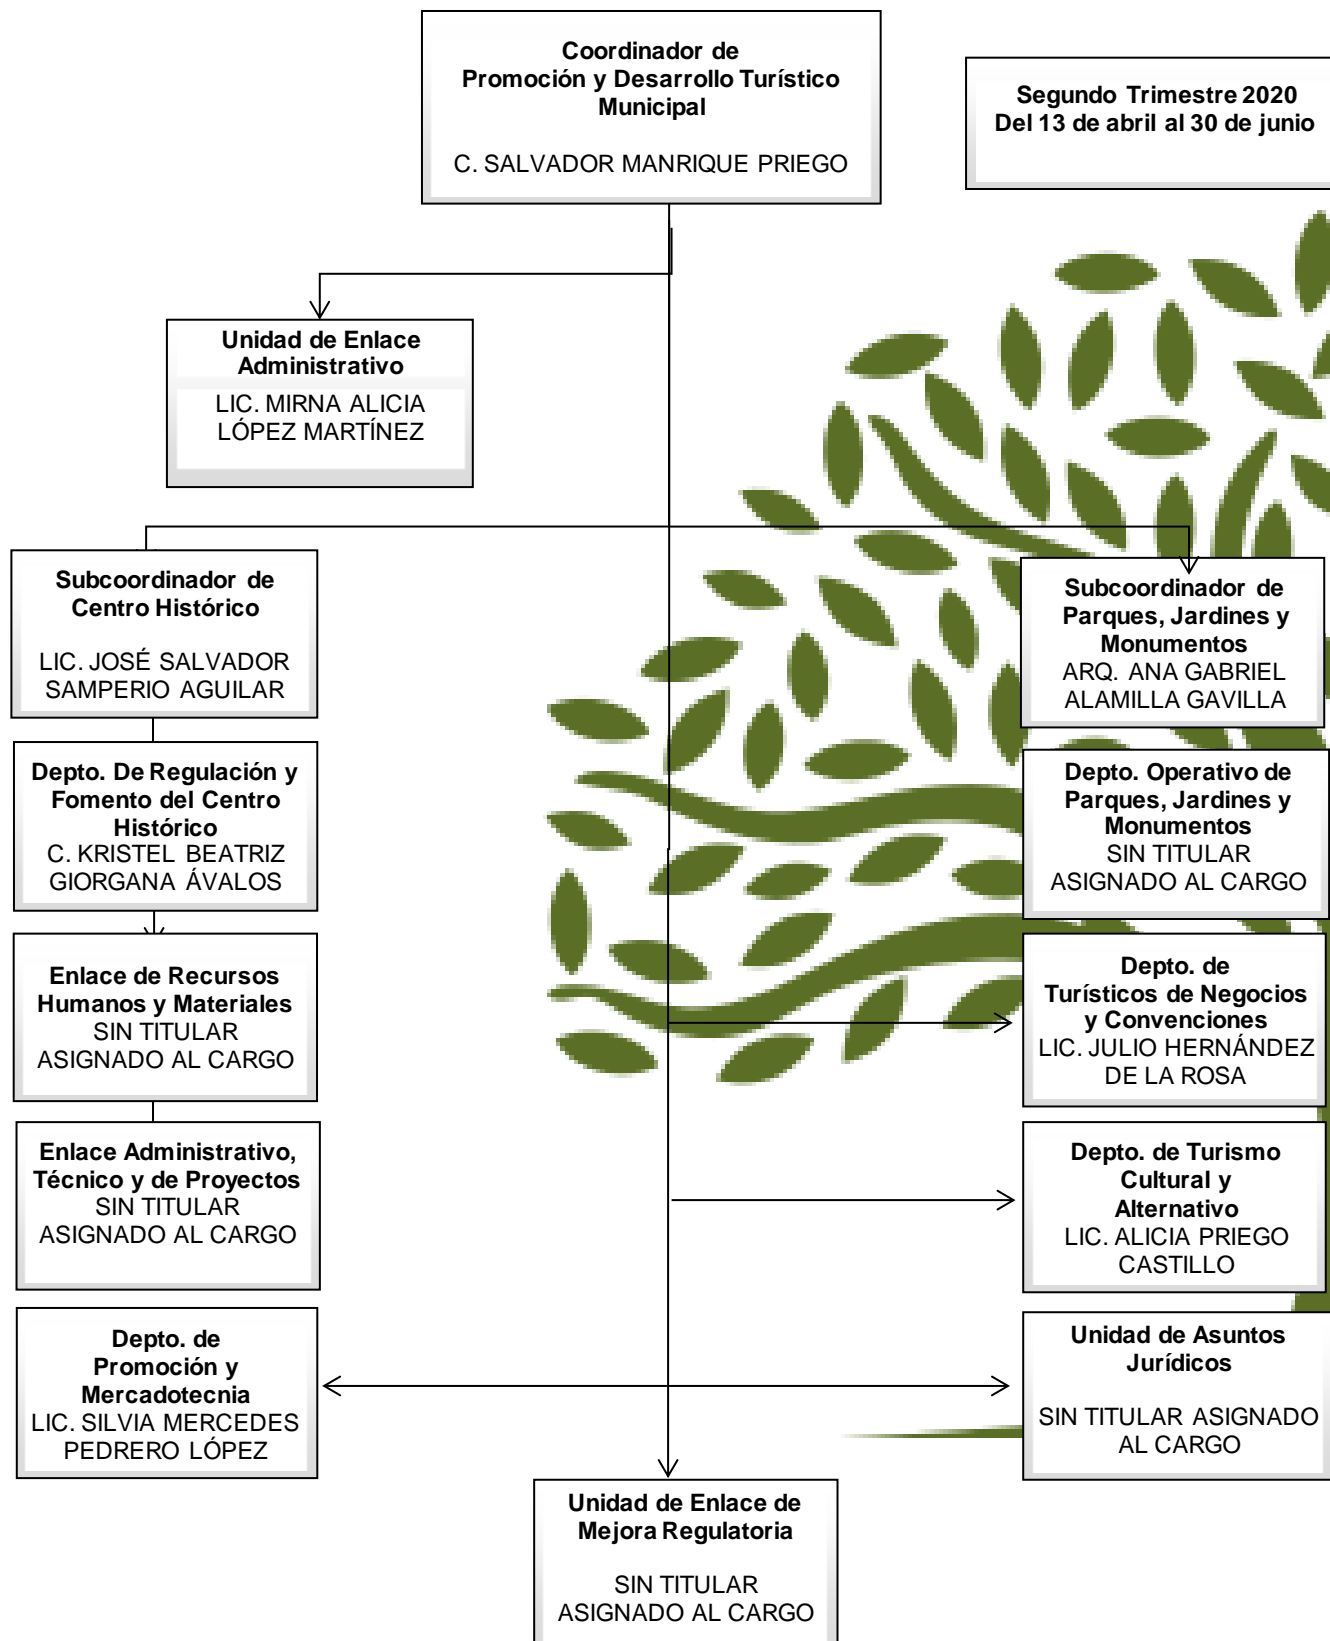 Coordinador de
Promoción y Desarrollo Turístico
Municipal
C. SALVADOR MANRIQUE PRIEGO
Segundo Trimestre 2020
Del 13 de abril al 30 de junio
Unidad de Enlace
Administrativo
LIC. MIRNA ALICIA
LÓPEZ MARTÍNEZ
Subcoordinador de
Centro Histórico
LIC. JOSÉ SALVADOR
SAMPERIO AGUILAR
Subcoordinador de
Parques, Jardines y
Monumentos
ARQ. ANA GABRIEL
ALAMILLA GAVILLA
Depto. De Regulación y
Fomento del Centro
Histórico
C. KRISTEL BEATRIZ
GIORGANA ÁVALOS
Depto. Operativo de
Parques, Jardines y
Monumentos
SIN TITULAR
ASIGNADO AL CARGO
Enlace de Recursos
Humanos y Materiales
SIN TITULAR
ASIGNADO AL CARGO
Depto. de
Turísticos de Negocios
y Convenciones
LIC. JULIO HERNÁNDEZ
DE LA ROSA
Enlace Administrativo,
Técnico y de Proyectos
SIN TITULAR
ASIGNADO AL CARGO
Depto. de Turismo
Cultural y
Alternativo
LIC. ALICIA PRIEGO
CASTILLO
Depto. de
Promoción y
Mercadotecnia
LIC. SILVIA MERCEDES
PEDRERO LÓPEZ
Unidad de Asuntos
Jurídicos
SIN TITULAR ASIGNADO
AL CARGO
Unidad de Enlace de
Mejora Regulatoria
SIN TITULAR
ASIGNADO AL CARGO